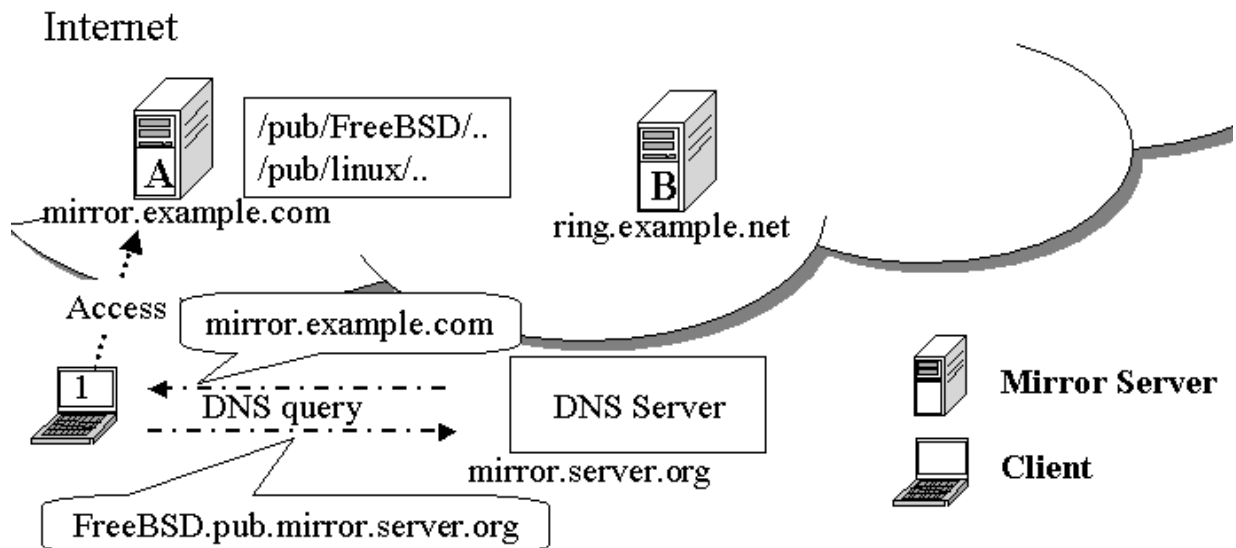 Internet
/pub/FreeBSD/..
/pub/linux/..
A
B
mirror.example.com
ring.example.net
Access
mirror.example.com
1
DNS query
DNS Server
mirror.server.org
FreeBSD.pub.mirror.server.org
Mirror Server
Client